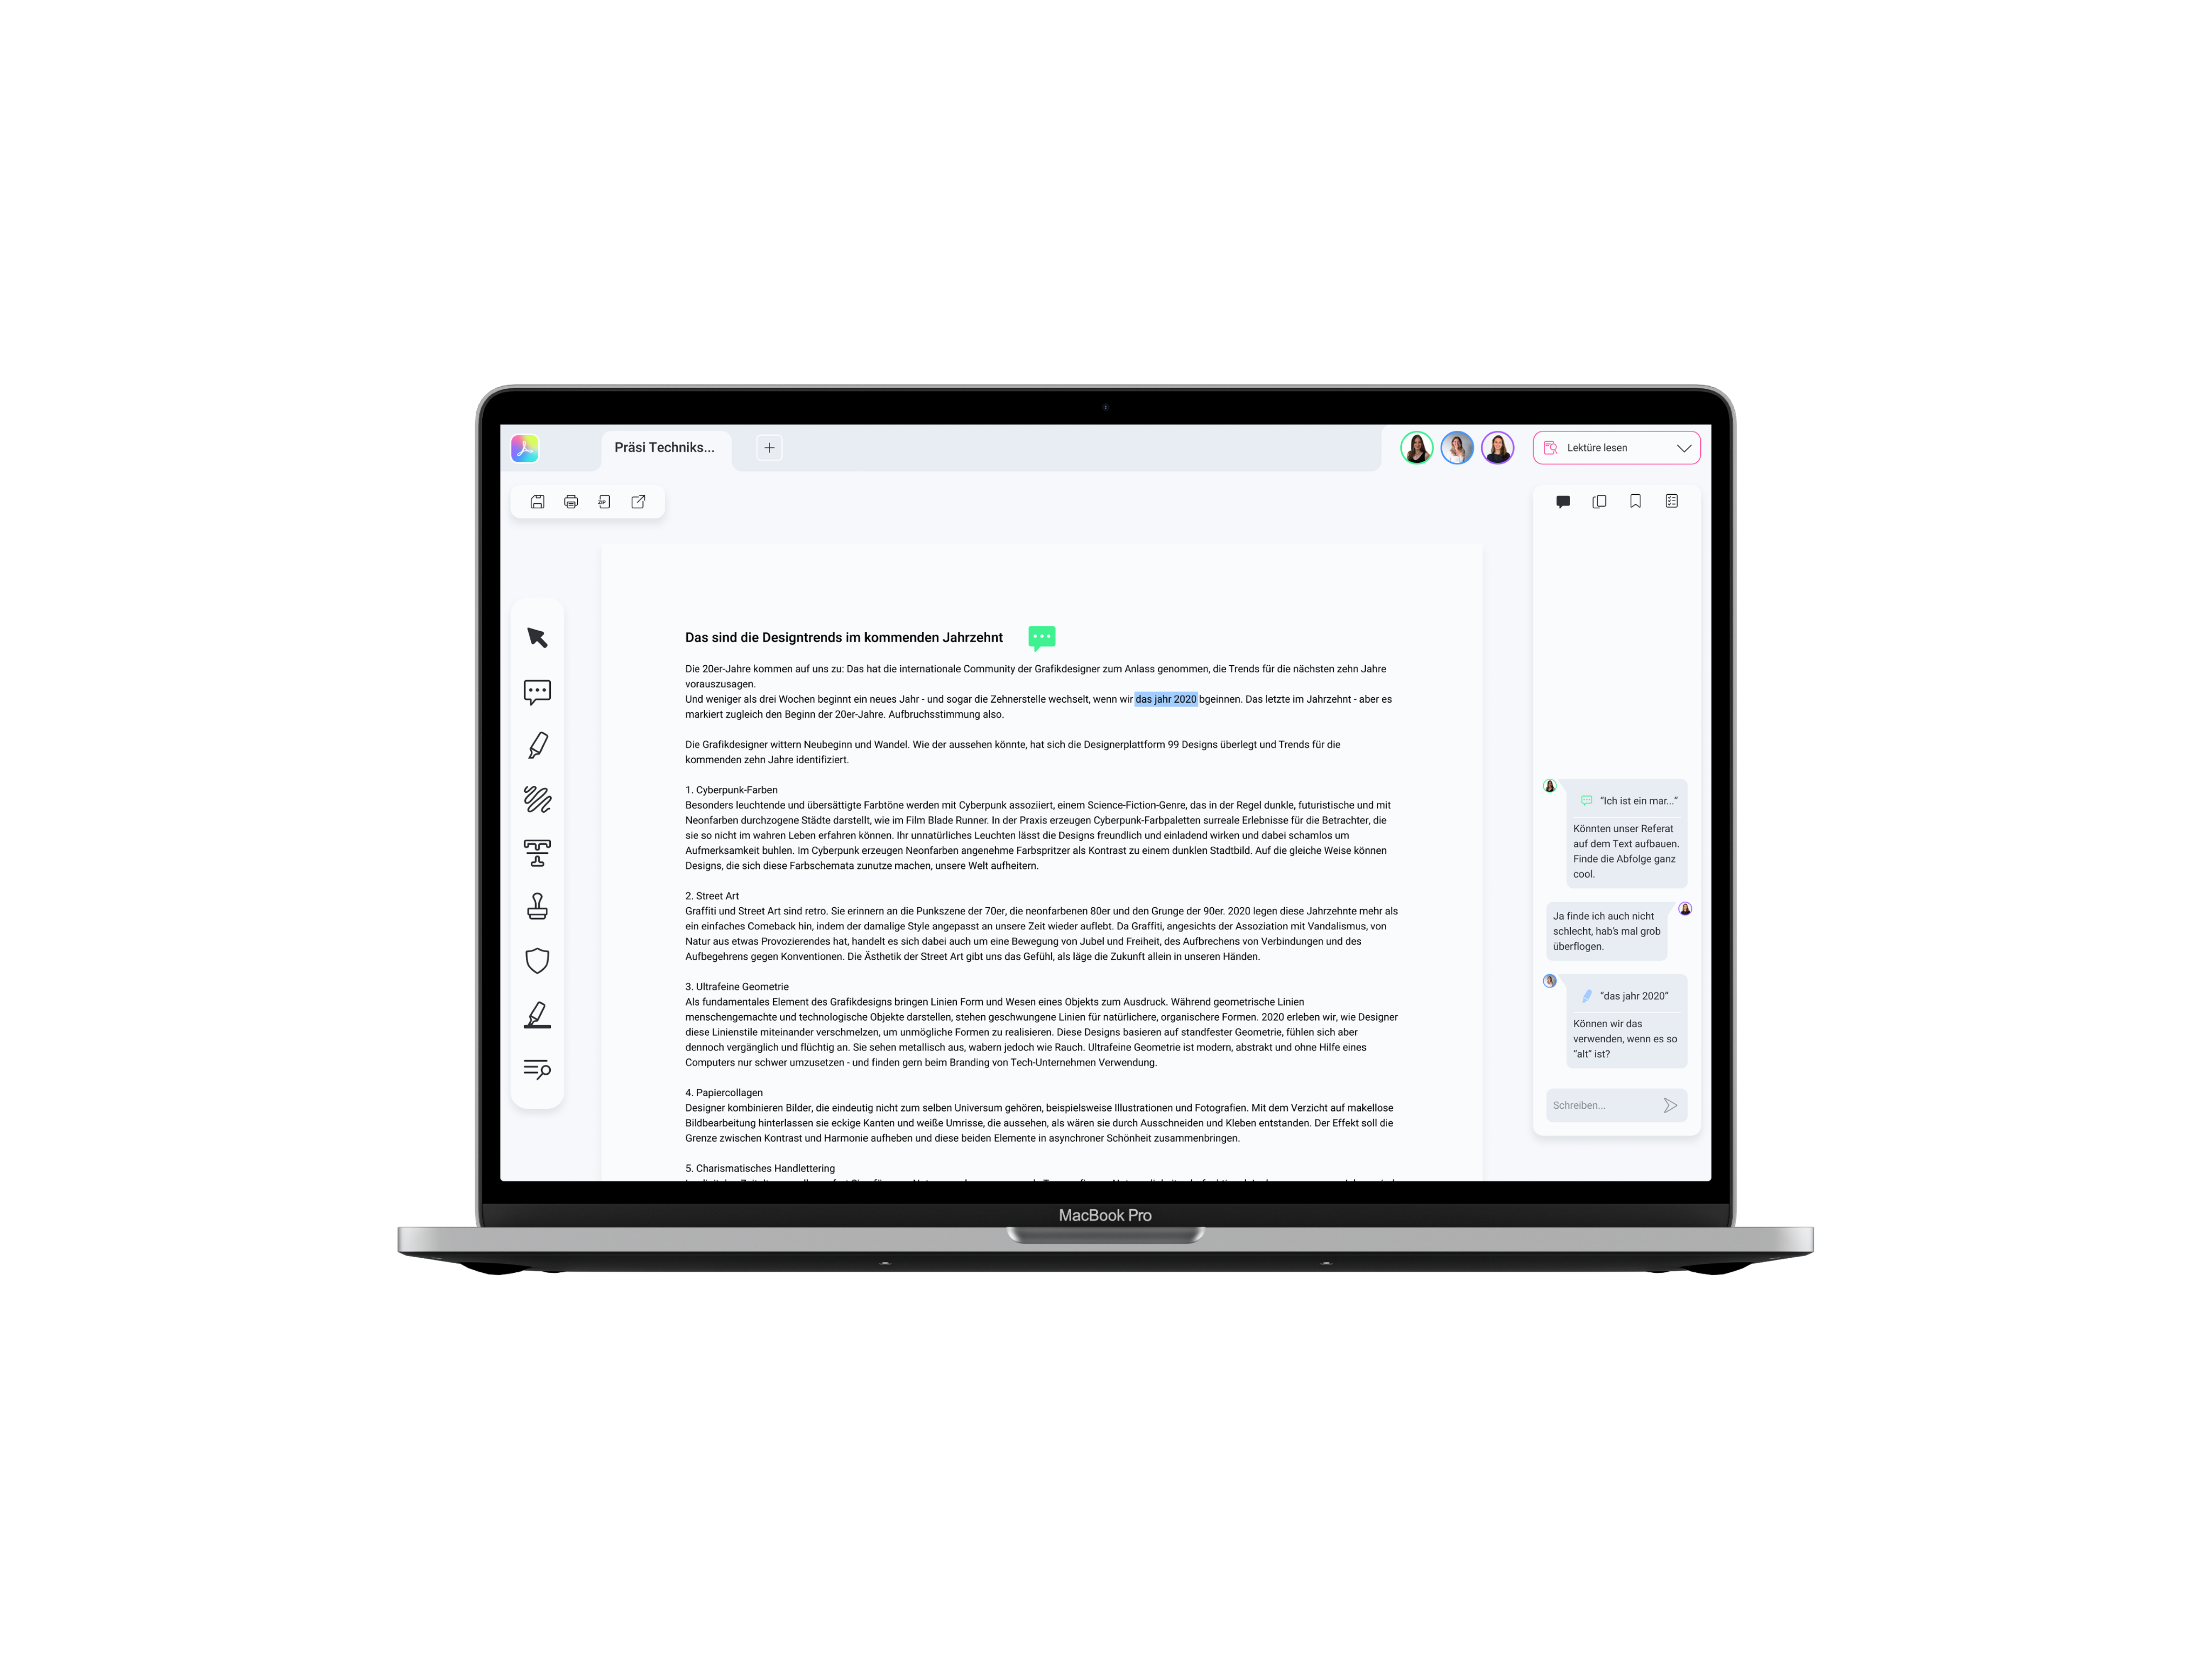 Präsi Techniks...
Lektüre lesen
Das sind die Designtrends im kommenden Jahrzehnt
Die 20er-Jahre kommen auf uns zu: Das hat die internationale Community der Grafikdesigner zum Anlass genommen, die Trends für die nächsten zehn Jahre
vorauszusagen.
Und weniger als drei Wochen beginnt ein neues Jahr - und sogar die Zehnerstelle wechselt, wenn wir das jahr 2020 bgeinnen. Das letzte im Jahrzehnt - aber es
markiert zugleich den Beginn der 20er-Jahre. Aufbruchsstimmung also.
Die Grafikdesigner wittern Neubeginn und Wandel. Wie der aussehen könnte, hat sich die Designerplattform 99 Designs überlegt und Trends für die
kommenden zehn Jahre identifiziert.
1. Cyberpunk-Farben
Besonders leuchtende und übersättigte Farbtöne werden mit Cyberpunk assoziiert, einem Science-Fiction-Genre, das in der Regel dunkle, futuristische und mit
Neonfarben durchzogene Städte darstellt, wie im Film Blade Runner. In der Praxis erzeugen Cyberpunk-Farbpaletten surreale Erlebnisse für die Betrachter, die
sie so nicht im wahren Leben erfahren können. Ihr unnatürliches Leuchten lässt die Designs freundlich und einladend wirken und dabei schamlos um
Aufmerksamkeit buhlen. Im Cyberpunk erzeugen Neonfarben angenehme Farbspritzer als Kontrast zu einem dunklen Stadtbild. Auf die gleiche Weise können
Designs, die sich diese Farbschemata zunutze machen, unsere Welt aufheitern.
2. Street Art
Graffiti und Street Art sind retro. Sie erinnern an die Punkszene der 70er, die neonfarbenen 80er und den Grunge der 90er. 2020 legen diese Jahrzehnte mehr als
ein einfaches Comeback hin, indem der damalige Style angepasst an unsere Zeit wieder auflebt. Da Graffiti, angesichts der Assoziation mit Vandalismus, von
Natur aus etwas Provozierendes hat, handelt es sich dabei auch um eine Bewegung von Jubel und Freiheit, des Aufbrechens von Verbindungen und des
Aufbegehrens gegen Konventionen. Die Ästhetik der Street Art gibt uns das Gefühl, als läge die Zukunft allein in unseren Händen.
3. Ultrafeine Geometrie
Als fundamentales Element des Grafikdesigns bringen Linien Form und Wesen eines Objekts zum Ausdruck. Während geometrische Linien
menschengemachte und technologische Objekte darstellen, stehen geschwungene Linien für natürlichere, organischere Formen. 2020 erleben wir, wie Designer
diese Linienstile miteinander verschmelzen, um unmögliche Formen zu realisieren. Diese Designs basieren auf standfester Geometrie, fühlen sich aber
dennoch vergänglich und flüchtig an. Sie sehen metallisch aus, wabern jedoch wie Rauch. Ultrafeine Geometrie ist modern, abstrakt und ohne Hilfe eines
Computers nur schwer umzusetzen - und finden gern beim Branding von Tech-Unternehmen Verwendung.
4. Papiercollagen
Designer kombinieren Bilder, die eindeutig nicht zum selben Universum gehören, beispielsweise Illustrationen und Fotografien. Mit dem Verzicht auf makellose
Bildbearbeitung hinterlassen sie eckige Kanten und weiße Umrisse, die aussehen, als wären sie durch Ausschneiden und Kleben entstanden. Der Effekt soll die
Grenze zwischen Kontrast und Harmonie aufheben und diese beiden Elemente in asynchroner Schönheit zusammenbringen.
5. Charismatisches Handlettering
"Ich ist ein mar..."
Könnten unser Referat
auf dem Text aufbauen.
Finde die Abfolge ganz
cool.
Ja finde ich auch nicht
schlecht, hab's mal grob
überflogen.
"das jahr 2020"
Können wir das
verwenden, wenn es so
"alt" ist?
Schreiben...
MacBook Pro